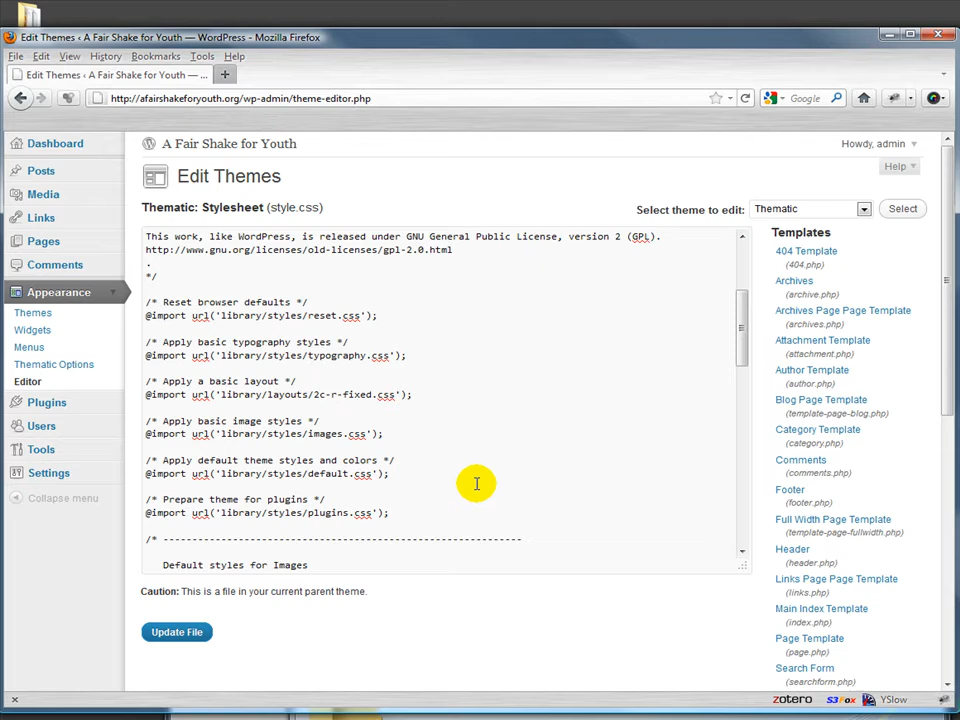 Edit Themes ‹ A Fair Shake for Youth — WordPress - Mozilla Firefox
File Edit View History Bookmarks Tools Help
Edit Themes ‹ A Fair Shake for Youth — ...
http://afairshakeforyouth.org/wp-admin/theme-editor.php
Google
Dashboard
Posts
Media
Links
Pages
Comments
Appearance
Themes
Widgets
Menus
Thematic Options
Editor
Plugins
Users
Tools
Settings
Collapse menu
A Fair Shake for Youth
Howdy, admin
Help
Edit Themes
Thematic: Stylesheet (style.css)
Select theme to edit: Thematic Select
This work, like WordPress, is released under GNU General Public License, version 2 (GPL).
http://www.gnu.org/licenses/old-licenses/gpl-2.0.html
.
*/
/* Reset browser defaults */
@import url('library/styles/reset.css');
/* Apply basic typography styles */
@import url('library/styles/typography.css');
/* Apply a basic layout */
@import url('library/layouts/2c-r-fixed.css');
/* Apply basic image styles */
@import url('library/styles/images.css');
/* Apply default theme styles and colors */
@import url('library/styles/default.css');
/* Prepare theme for plugins */
@import url('library/styles/plugins.css');
/* ------------------------------------------------------------
Default styles for Images
Caution: This is a file in your current parent theme.
Update File
Templates
404 Template
(404.php)
Archives
(archive.php)
Archives Page Page Template
(archives.php)
Attachment Template
(attachment.php)
Author Template
(author.php)
Blog Page Template
(template-page-blog.php)
Category Template
(category.php)
Comments
(comments.php)
Footer
(footer.php)
Full Width Page Template
(template-page-fullwidth.php)
Header
(header.php)
Links Page Page Template
(links.php)
Main Index Template
(index.php)
Page Template
(page.php)
Search Form
(searchform.php)
zotero S3Fox YSlow